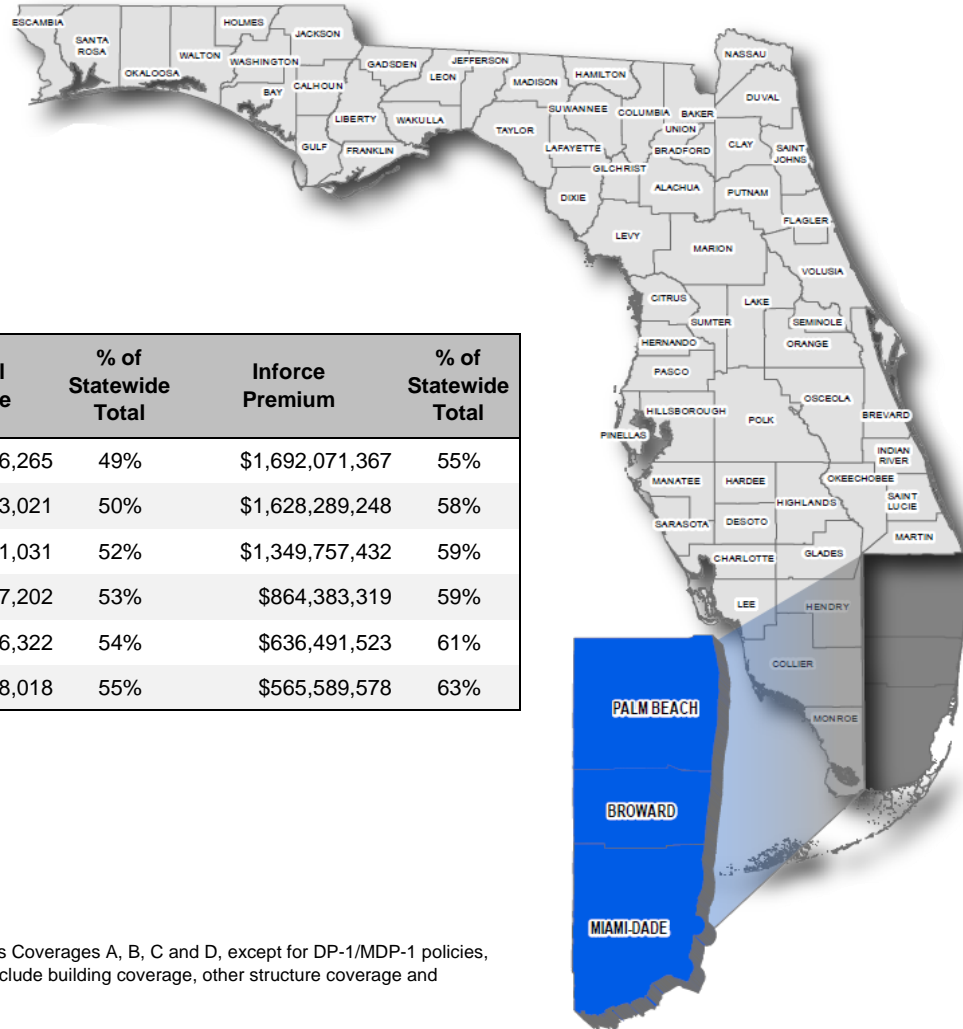 ESCAMBIA
SANTA
ROSA
OKALOOSA
WALTON
HOLMES
WASHINGTON
JACKSON
BAY
CALHOUN
GULF
LIBERTY
GADSDEN
FRANKLIN
LEON
WAKULLA
JEFFERSON
MADISON
TAYLOR
HAMILTON
SUWANNEE
LAFAYETTE
DIXIE
COLUMBIA
GILCHRIST
BAKER
UNION
BRADFORD
ALACHUA
LEVY
NASSAU
DUVAL
CLAY
SAINT
JOHNS
PUTNAM
FLAGLER
MARION
VOLUSIA
CITRUS
SUMTER
LAKE
SEMINOLE
HERNANDO
ORANGE
PASCO
HILLSBOROUGH
PINELLAS
POLK
OSCEOLA
BREVARD
INDIAN
RIVER
MANATEE
HARDEE
OKEECHOBEE
HIGHLANDS
SAINT
LUCIE
SARASOTA
DESOTO
MARTIN
CHARLOTTE
GLADES
LEE
HENDRY
COLLIER
MONROE
% of
Statewide
Total
Inforce
Premium
% of
Statewide
Total
6,265 49% $1,692,071,367 55%
3,021 50% $1,628,289,248 58%
1,031 52% $1,349,757,432 59%
7,202 53% $864,383,319 59%
6,322 54% $636,491,523 61%
8,018 55% $565,589,578 63%
PALM BEACH
BROWARD
MIAMI-DADE
s Coverages A, B, C and D, except for DP-1/MDP-1 policies,
clude building coverage, other structure coverage and